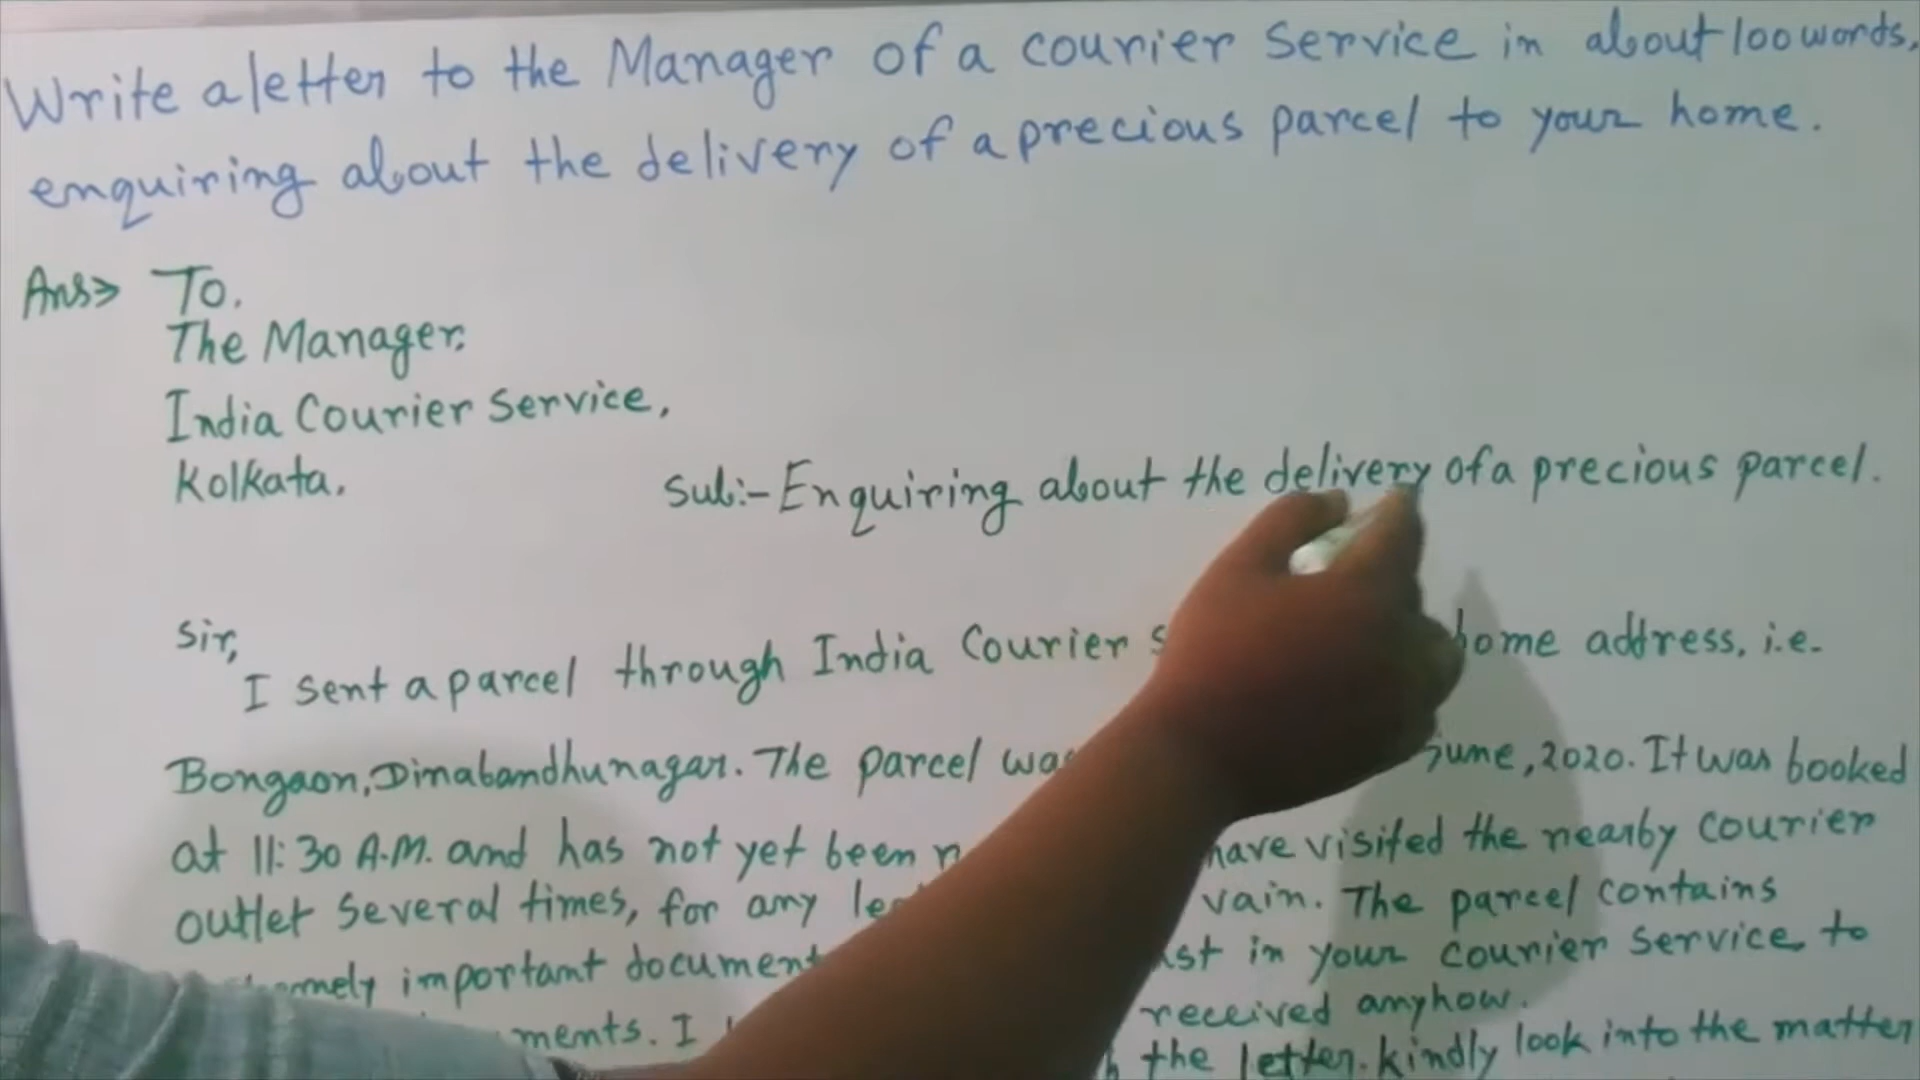 Write a letter to the Manager of a courier service in about 100 words,
enquiring about the delivery of a precious parcel to your home.
Ans⇒ To,
The Manager,
India Courier Service,
Kolkata.
Sub:- Enquiring about the delivery of a precious parcel.
Sir,
I sent a parcel through India Courier home address, i.e.
Bongaon, Dinabandhunagar. The parcel June, 2020. It was booked
at 11:30 A.M. and has not yet been have visited the nearby courier
outlet several times, for any vain. The parcel contains
important in your courier service to
I received anyhow.
the letter. kindly look into the matter